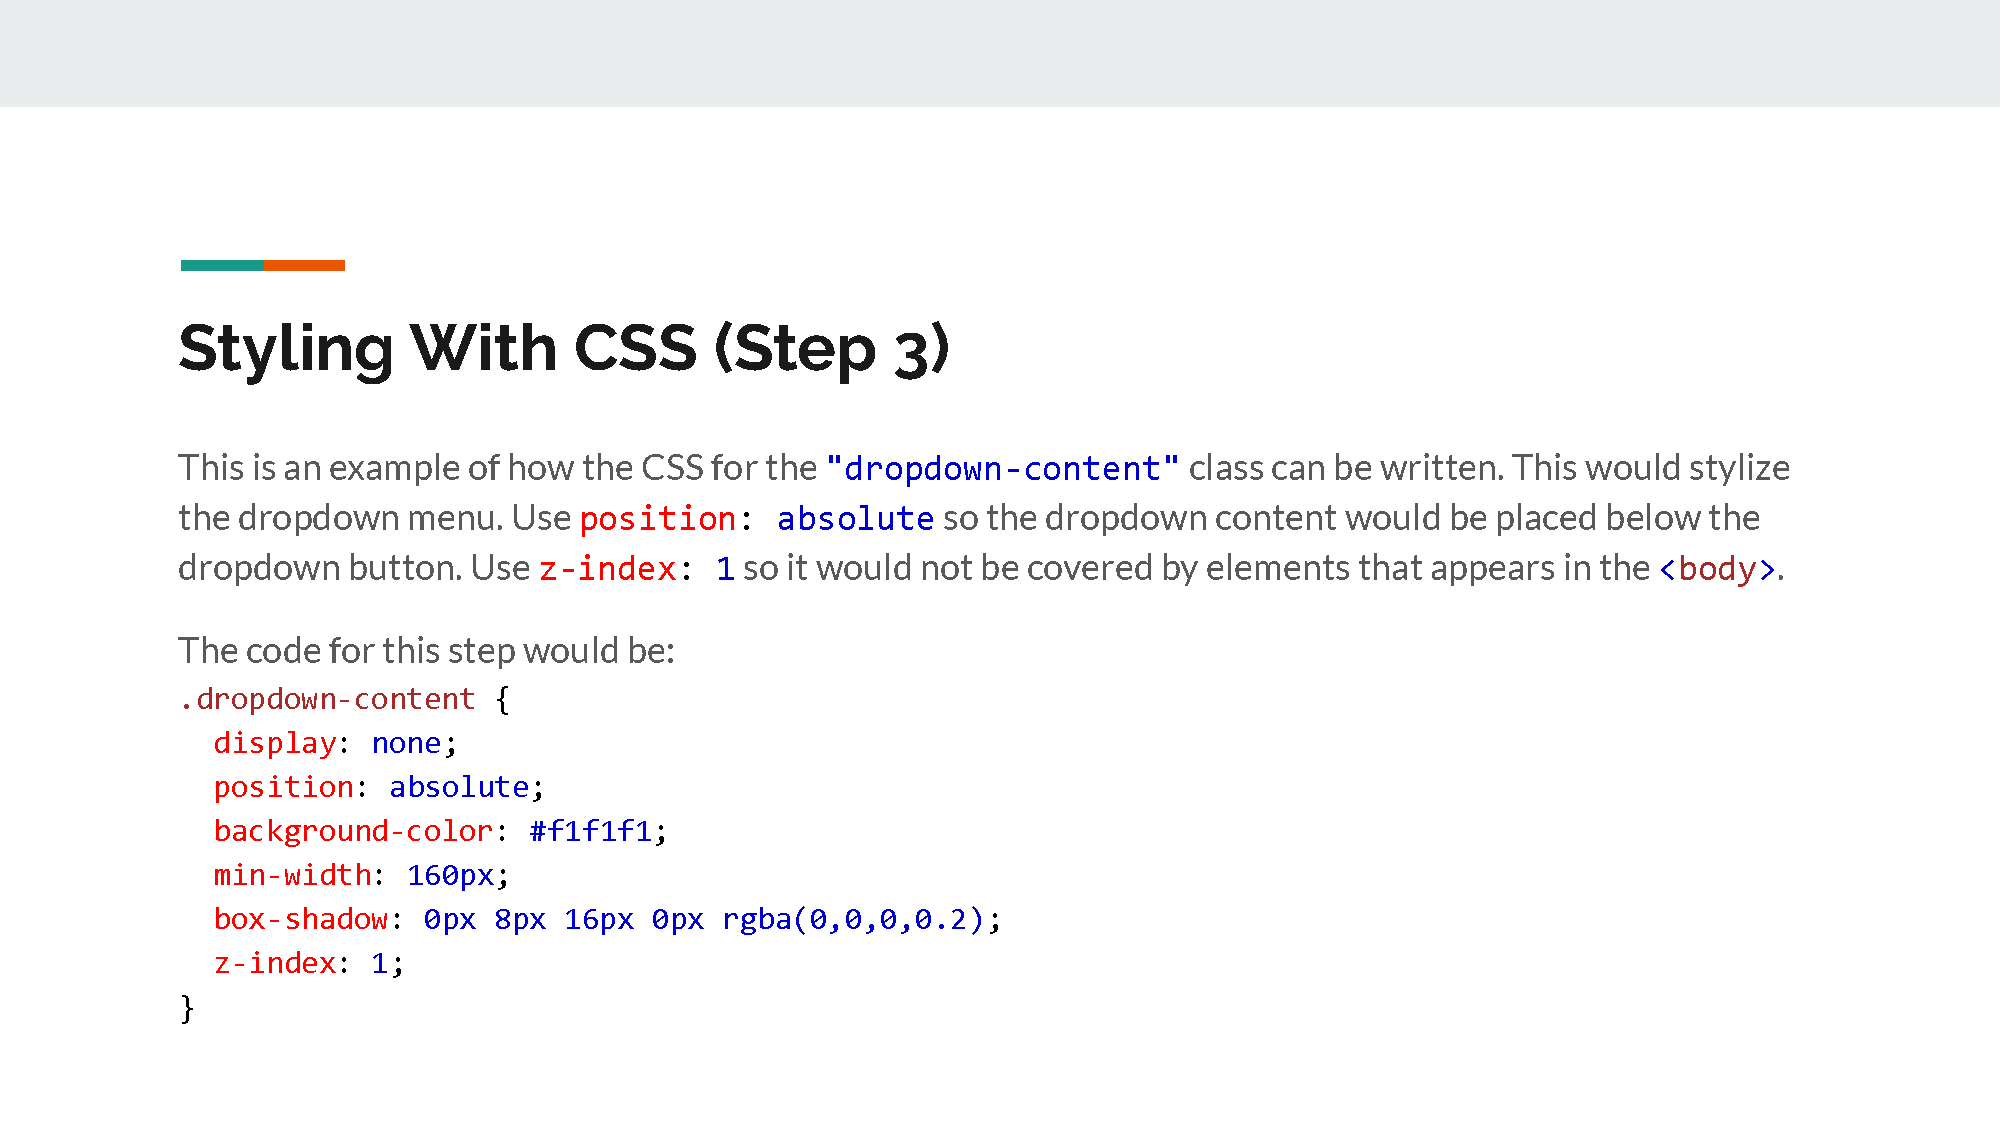 Styling With CSS (Step 3)
This is an example of how the CSS for the "dropdown-content" class can be written. This would stylize
the dropdown menu. Use position: absolute so the dropdown content would be placed below the
dropdown button. Use z-index: 1 so it would not be covered by elements that appears in the <body>.
The code for this step would be:
.dropdown-content {
  display: none;
  position: absolute;
  background-color: #f1f1f1;
  min-width: 160px;
  box-shadow: 0px 8px 16px 0px rgba(0,0,0,0.2);
  z-index: 1;
}